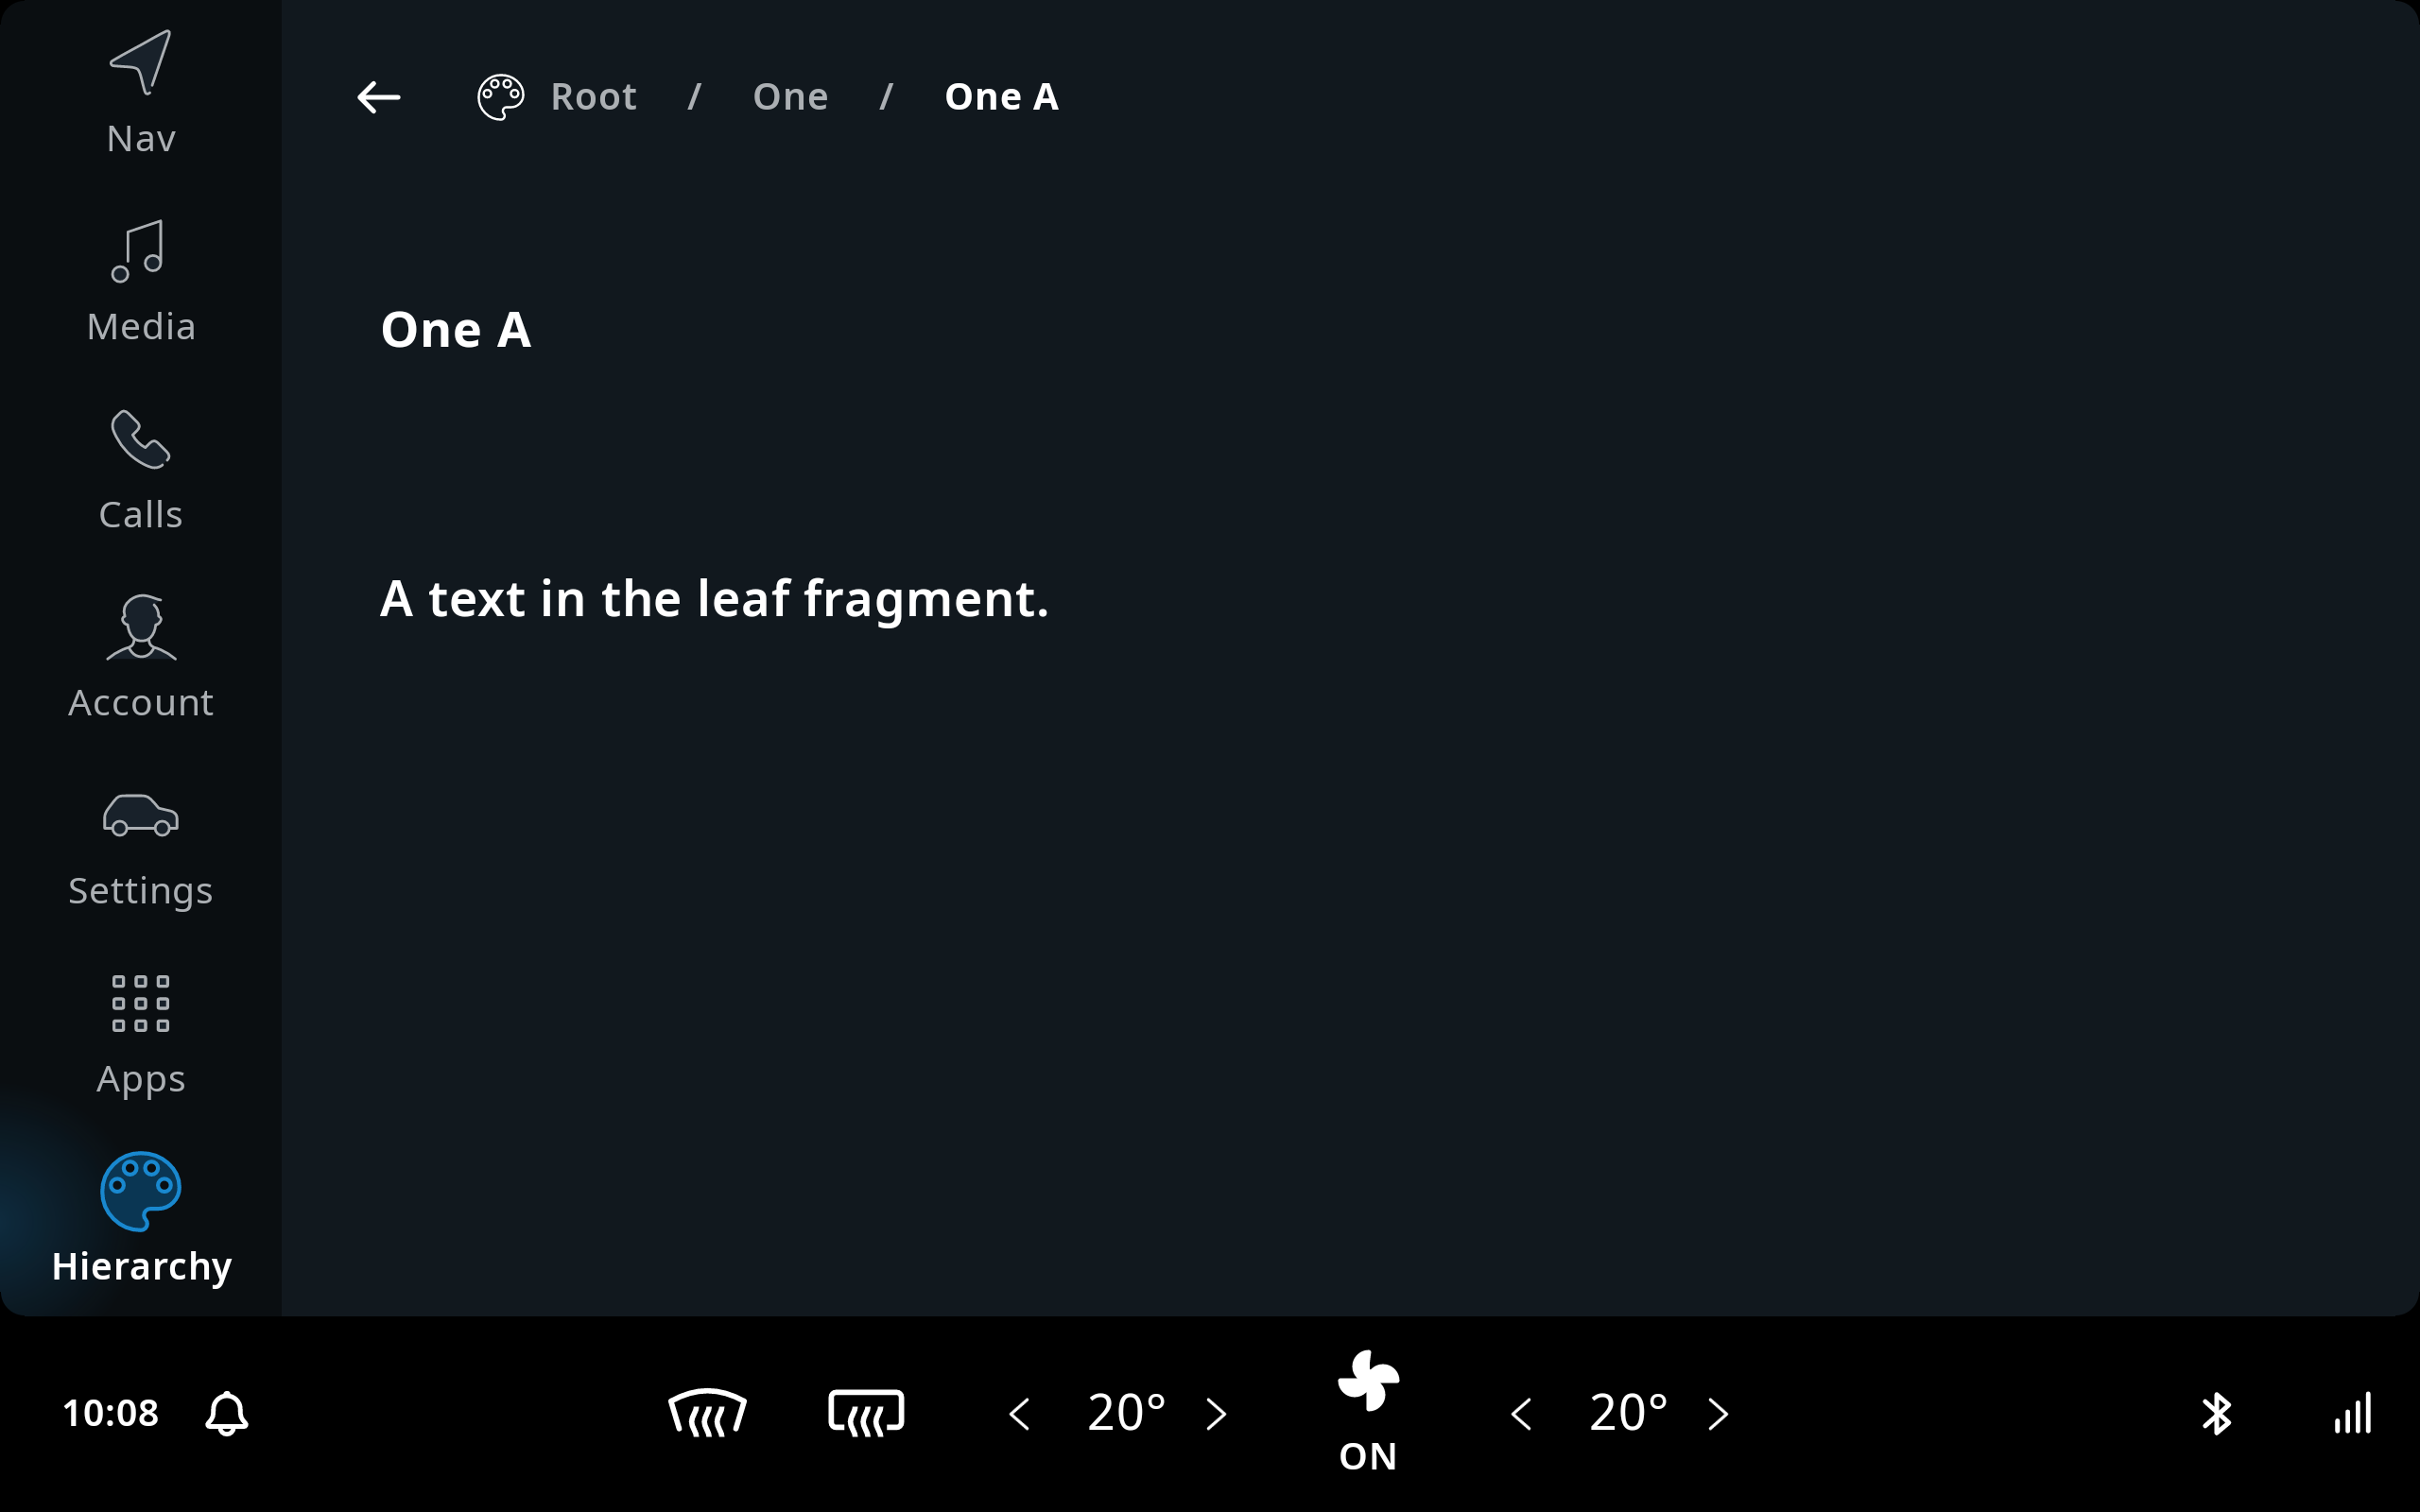 Nav
Media
Calls
Account
Settings
Apps
Hierarchy
Root / One / One A
One A
A text in the leaf fragment.
10:08
20°
ON
20°